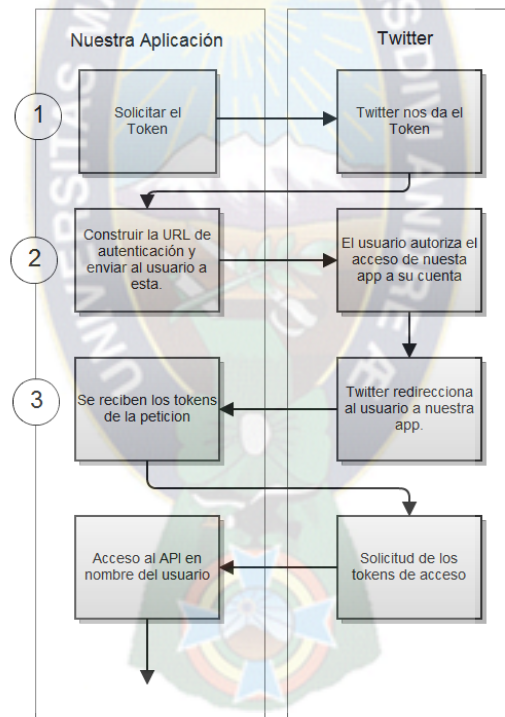 Nuestra Aplicación
Twitter
1
Solicitar el
Token
Twitter nos da el
Token
2
Construir la URL de
autenticación y
enviar al usuario a
esta.
El usuario autoriza el
acceso de nuesta
app a su cuenta
3
Se reciben los tokens
de la peticion
Twitter redirecciona
al usuario a nuestra
app.
Acceso al API en
nombre del usuario
Solicitud de los
tokens de acceso